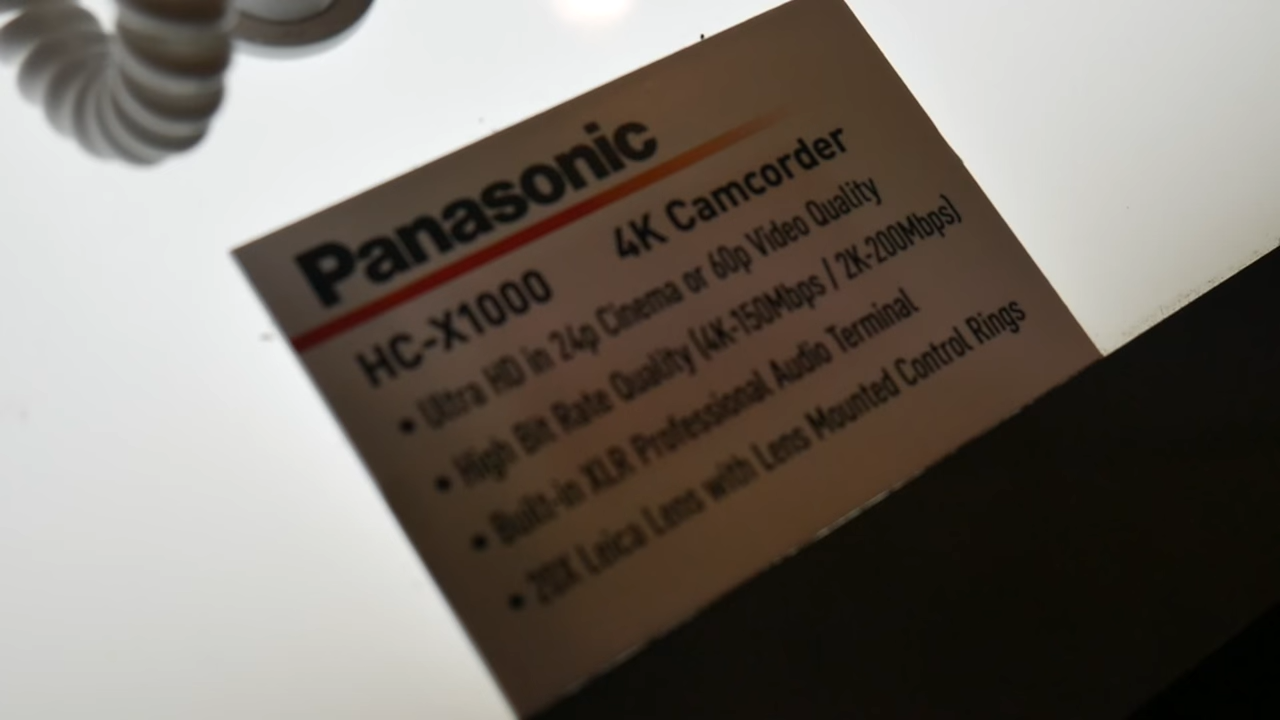 Panasonic
HC-X1000 4K Camcorder
• Ultra HD in 24p Cinema or 60p Video Quality
• High Bit Rate Quality (4K-150Mbps / 2K-200Mbps)
• Built-in XLR Professional Audio Terminal
• 20X Leica Lens with Lens Mounted Control Rings